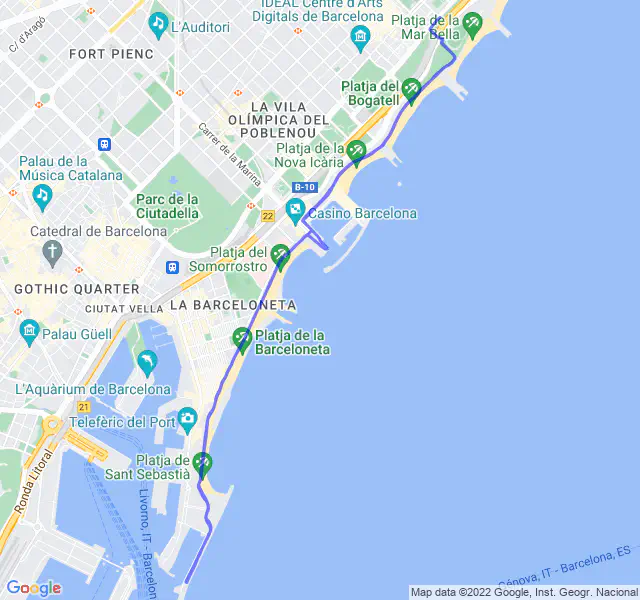 IDEAL Centre d'Arts
Digitals de Barcelona
Platja de la
Mar Bella
C/ d'Aragó
L'Auditori
FORT PIENC
Platja del
Bogatell
LA VILA
OLÍMPICA DEL
POBLENOU
Carrer de la Marina
Platja de la
Nova Icària
Palau de la
Música Catalana
B-10
Parc de la
Ciutadella
22
Casino Barcelona
Catedral de Barcelona
Platja del
Somorrostro
GOTHIC QUARTER
CIUTAT VELLA
LA BARCELONETA
Palau Güell
Platja de la
Barceloneta
L'Aquàrium de Barcelona
21
Telefèric del Port
Ronda Litoral
Platja de
Sant Sebastià
Livorno, IT - Barcelona
Génova, IT - Barcelona, ES
Google
Map data ©2022 Google, Inst. Geogr. Nacional